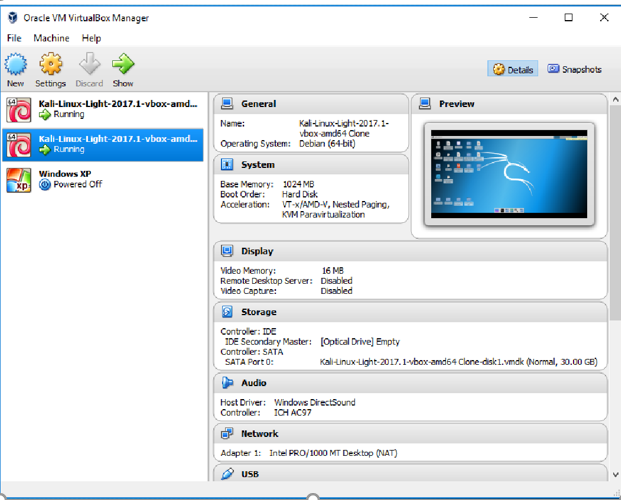 Oracle VM VirtualBox Manager
File Machine Help
New Settings Discard Show
Details Snapshots
64 Kali-Linux-Light-2017.1-vbox-amd...
Running
64 Kali-Linux-Light-2017.1-vbox-amd...
Running
Windows XP
Powered Off
XP
General
Name: Kali-Linux-Light-2017.1-
vbox-amd64 Clone
Operating System: Debian (64-bit)
Preview
System
Base Memory: 1024 MB
Boot Order: Hard Disk
Acceleration: VT-x/AMD-V, Nested Paging,
KVM Paravirtualization
Display
Video Memory: 16 MB
Remote Desktop Server: Disabled
Video Capture: Disabled
Storage
Controller: IDE
IDE Secondary Master: [Optical Drive] Empty
Controller: SATA
SATA Port 0: Kali-Linux-Light-2017.1-vbox-amd64 Clone-disk1.vmdk (Normal, 30.00 GB)
Audio
Host Driver: Windows DirectSound
Controller: ICH AC97
Network
Adapter 1: Intel PRO/1000 MT Desktop (NAT)
USB